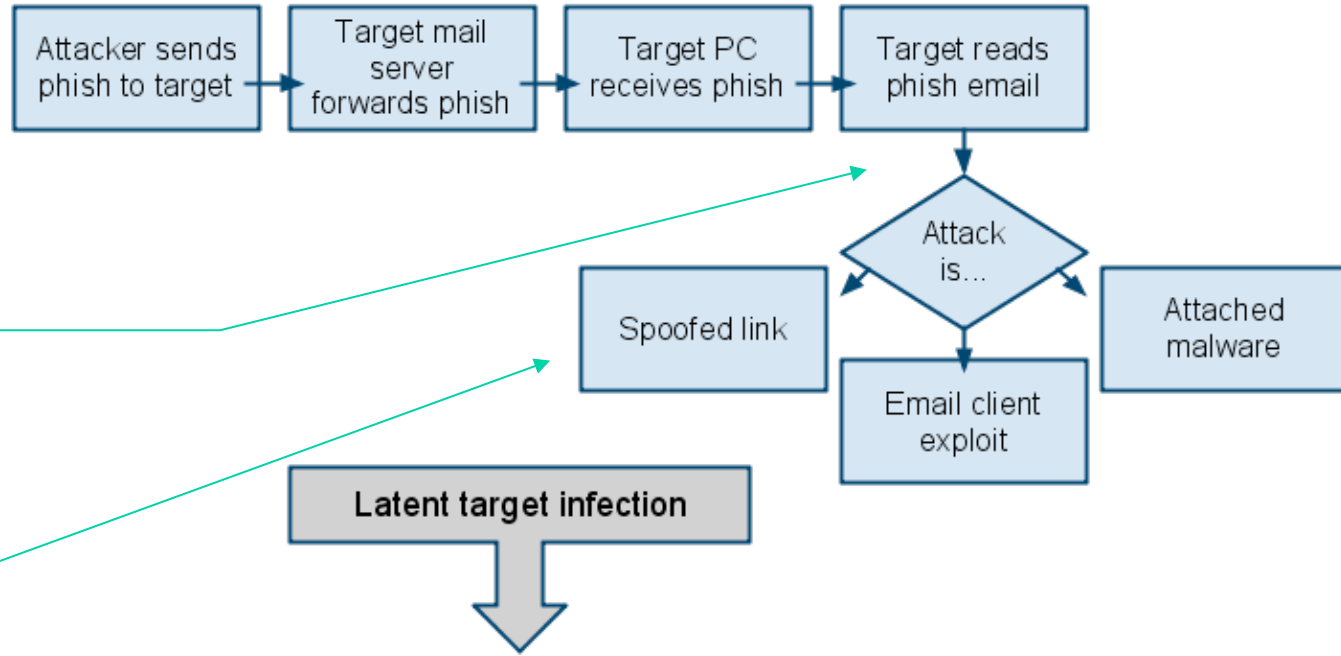 Attacker sends
phish to target
Target mail
server
forwards phish
Target PC
receives phish
Target reads
phish email
Attack
is...
Spoofed link
Attached
malware
Email client
exploit
Latent target infection